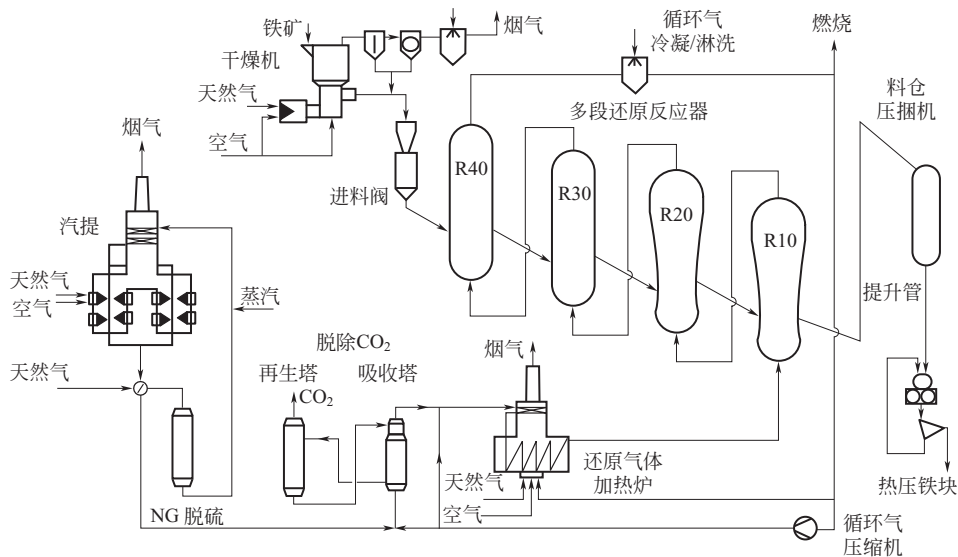 铁矿
干燥机
天然气
空气
烟气
循环气
冷凝/淋洗
燃烧
料仓
压捆机
多段还原反应器
进料阀
R40
R30
R20
R10
提升管
烟气
汽提
天然气
空气
蒸汽
天然气
NG 脱硫
脱除CO₂
再生塔
CO₂
吸收塔
烟气
还原气体
加热炉
天然气
空气
循环气
压缩机
热压铁块